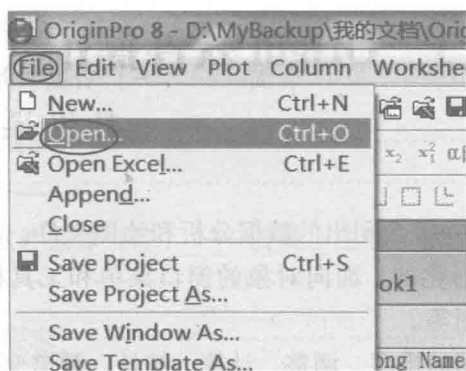 OriginPro 8 - D:\MyBackup\我的文档\Orig
File Edit View Plot Column Workshe
New... Ctrl+N
Open... Ctrl+O
x₂ x₁² α
Open Excel... Ctrl+E
Append...
Close
Save Project Ctrl+S
ook1
Save Project As...
Save Window As...
Save Template As...
ong Name